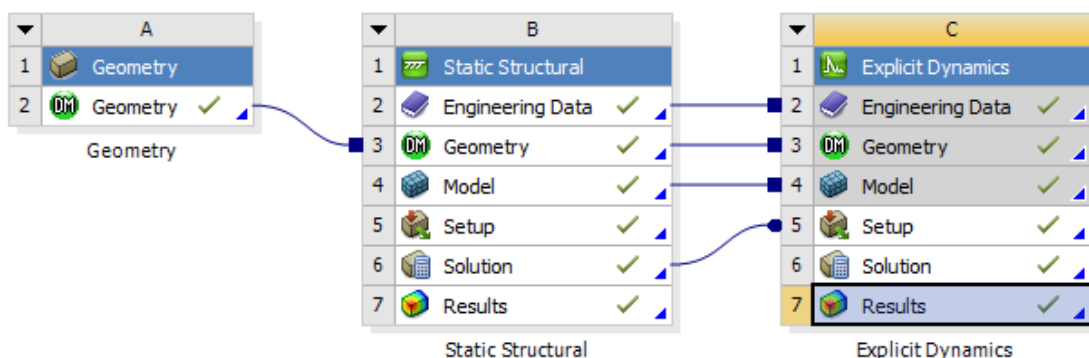 A
1 Geometry
2 DM Geometry
Geometry
B
1 Static Structural
2 Engineering Data
3 DM Geometry
4 Model
5 Setup
6 Solution
7 Results
Static Structural
C
1 Explicit Dynamics
2 Engineering Data
3 DM Geometry
4 Model
5 Setup
6 Solution
7 Results
Explicit Dynamics